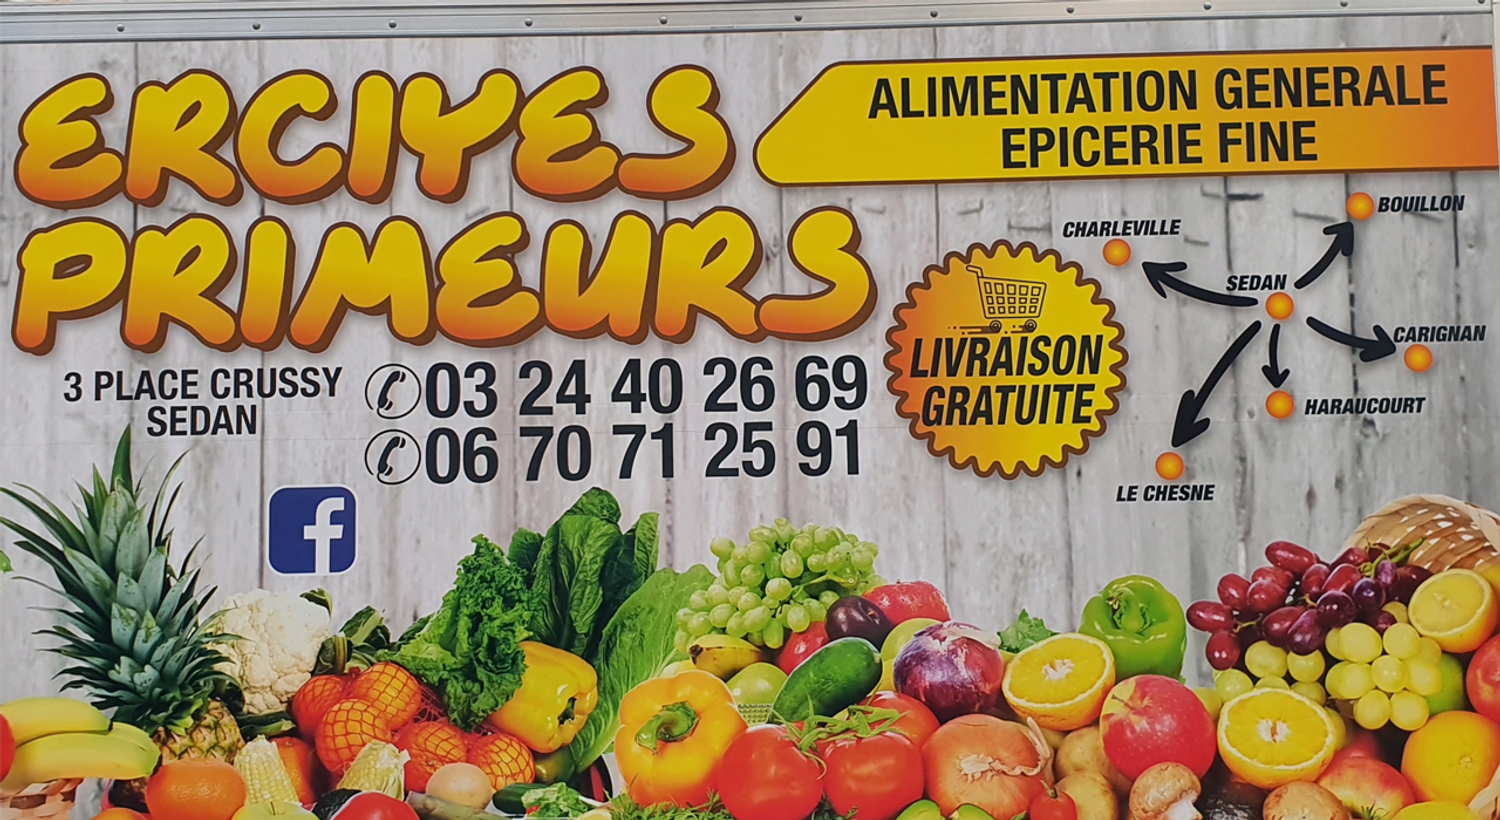 ERCIYES
PRIMEURS
ALIMENTATION GENERALE
EPICERIE FINE
3 PLACE CRUSSY
SEDAN
03 24 40 26 69
06 70 71 25 91
f
LIVRAISON
GRATUITE
BOUILLON
CHARLEVILLE
SEDAN
CARIGNAN
HARAUCOURT
LE CHESNE